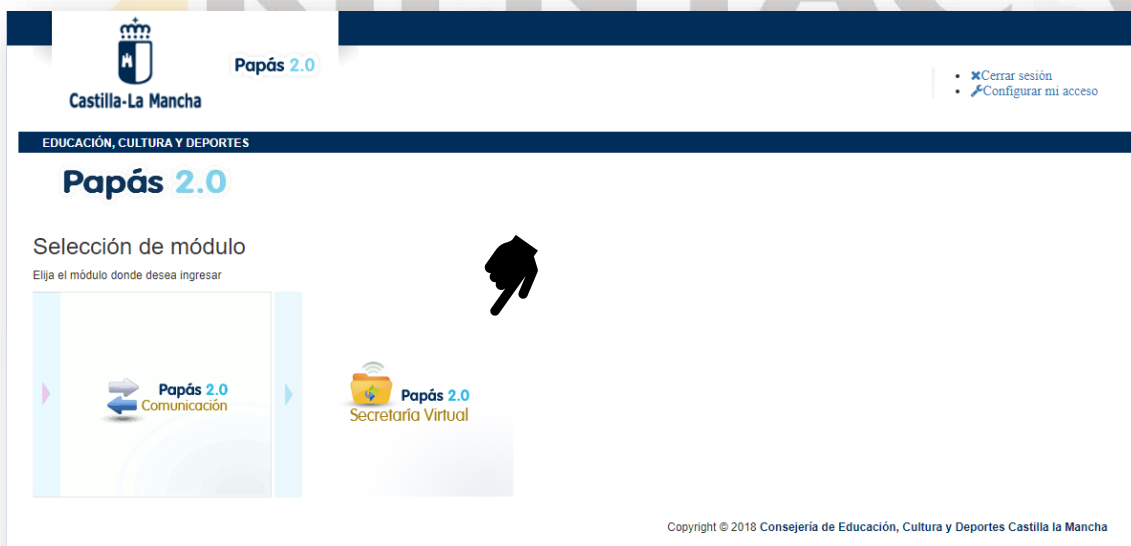 Papás 2.0
Castilla-La Mancha
Cerrar sesión
Configurar mi acceso
EDUCACIÓN, CULTURA Y DEPORTES
Papás 2.0
Selección de módulo
Elija el módulo donde desea ingresar
Papás 2.0
Comunicación
Papás 2.0
Secretaría Virtual
Copyright © 2018 Consejería de Educación, Cultura y Deportes Castilla la Mancha